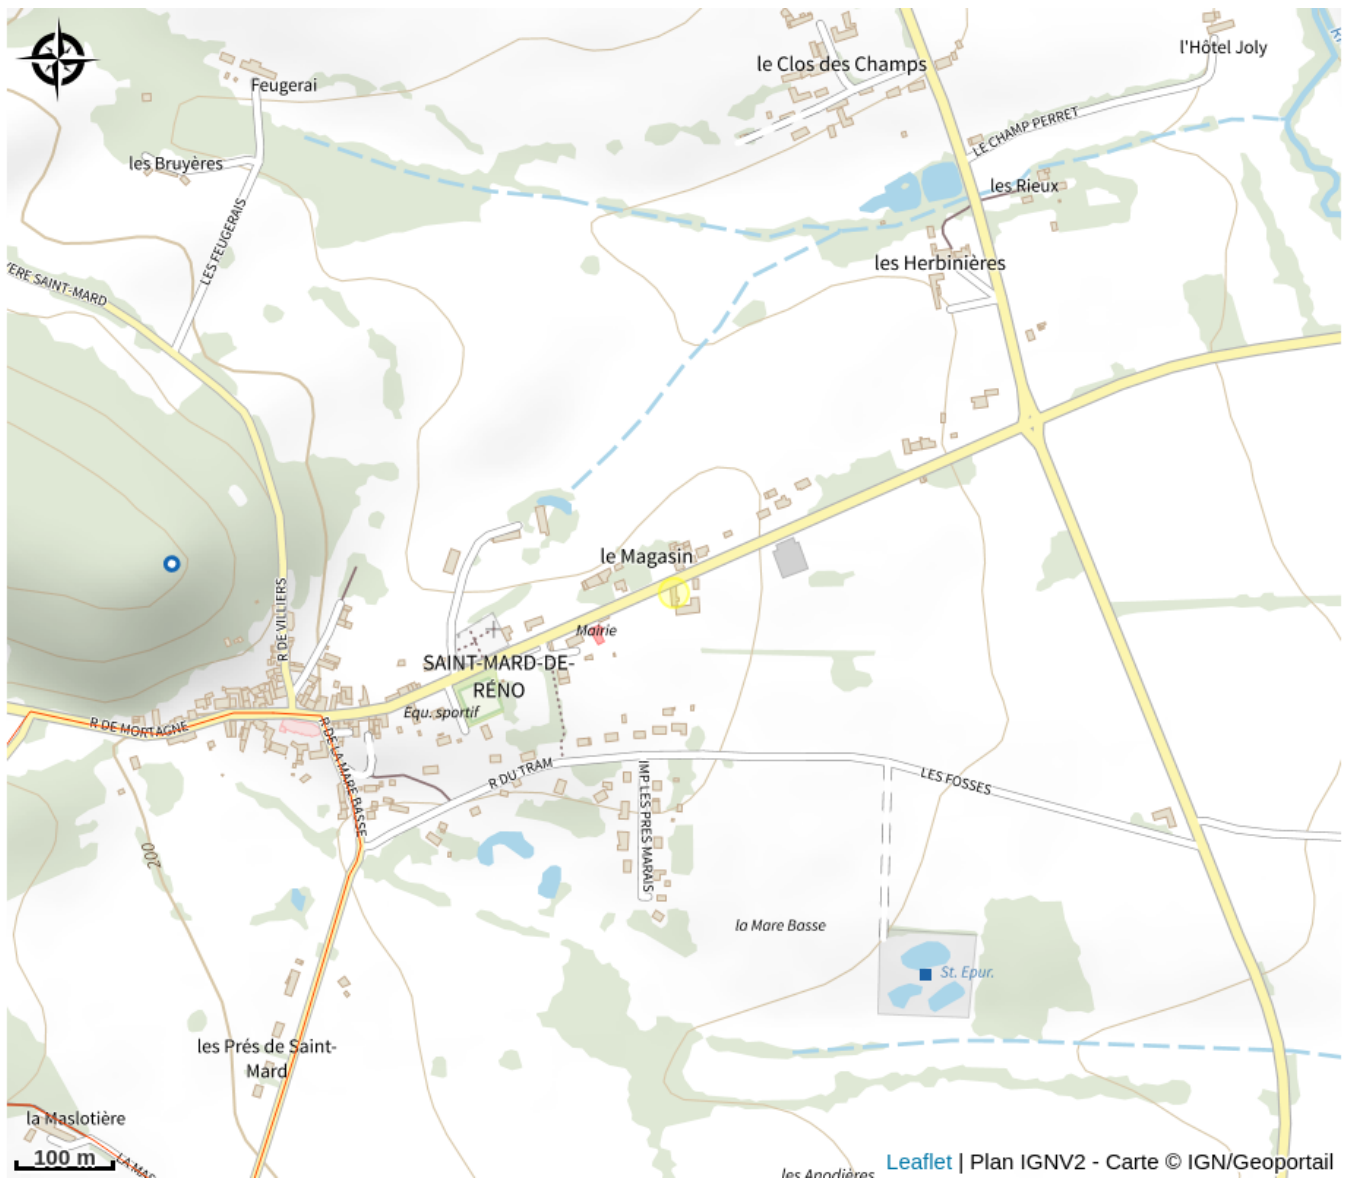 le Clos des Champs
l'Hôtel Joly
Feugerai
LE CHAMP PERRET
les Bruyères
les Rieux
LES FEUGERAIS
les Herbinières
SAINT-MARD
le Magasin
R DE VILLIERS
Mairie
SAINT-MARD-DE-
RÉNO
Equ. sportif
R DE MORTAGNE
R DE LA MARE BASSE
R DU TRAM
IMP LES PRES MARAIS
LES FOSSES
200
la Mare Basse
St. Epur.
les Prés de Saint-
Mard
la Maslotière
100 m
Leaflet | Plan IGNV2 - Carte © IGN/Geoportail
les Anodières